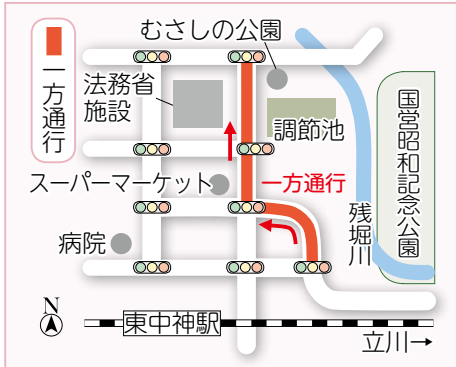 一方通行
むさしの公園
法務省
施設
調節池
国営昭和記念公園
スーパーマーケット
一方通行
残堀川
病院
N
東中神駅
立川→